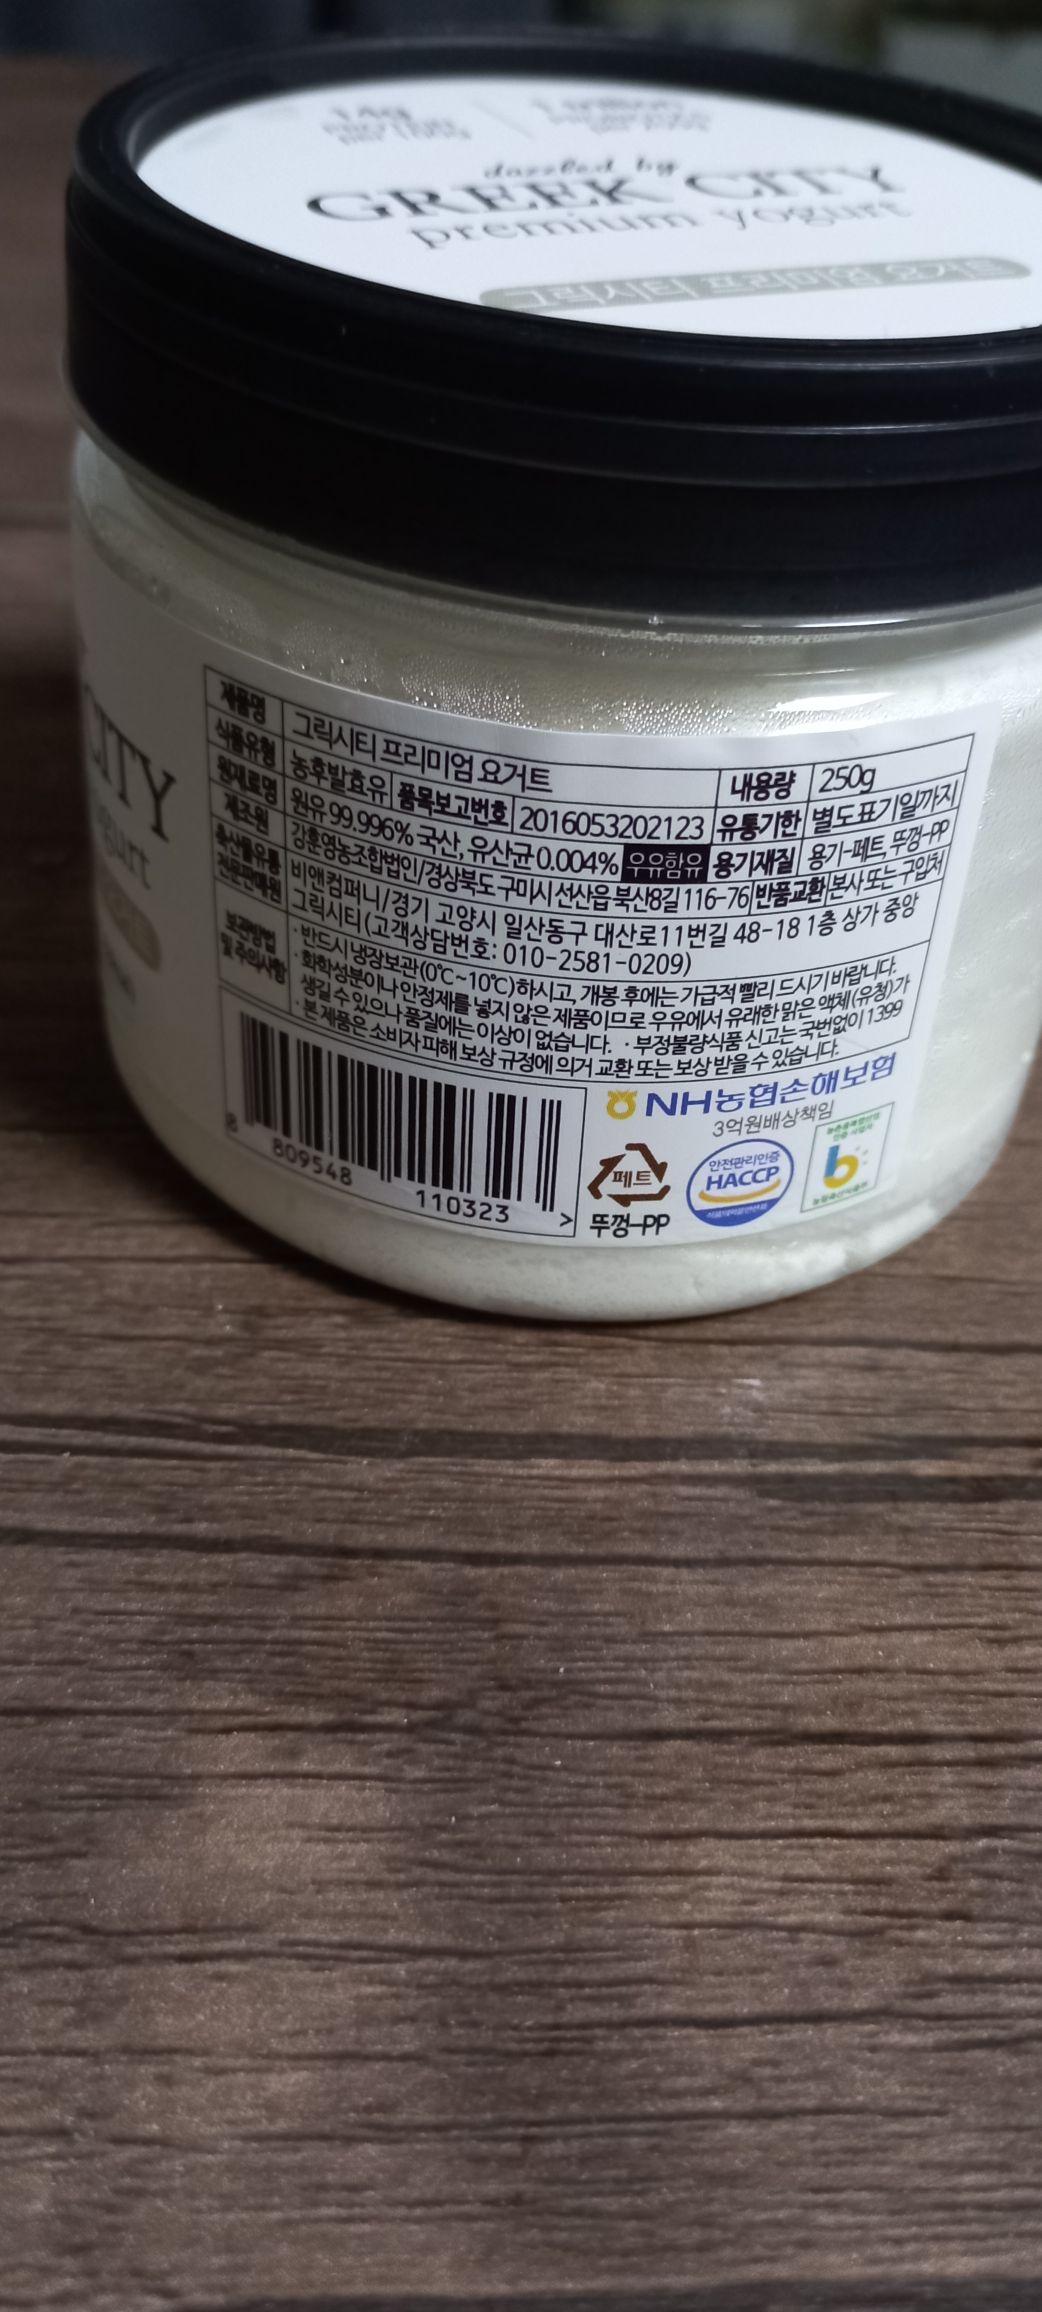 14g
dazzled by
GREEK CITY
premium yogurt
그릭시티 프리미엄 요거트
CITY
gurt
제품명 그릭시티 프리미엄 요거트 내용량 250g
식품유형 농후발효유 품목보고번호 2016053202123 유통기한 별도표기일까지
원재료명 원유 99.996% 국산, 유산균 0.004% 우유함유 용기재질 용기-페트, 뚜껑-PP
제조원 강훈영농조합법인/경상북도 구미시 선산읍 북산8길 116-76 반품교환 본사 또는 구입처
축산물유통전문판매원 비앤컴퍼니/경기 고양시 일산동구 대산로11번길 48-18 1층 상가 중앙
그릭시티 (고객상담번호: 010-2581-0209)
보관방법 및 주의사항 · 반드시 냉장보관(0℃~10℃)하시고, 개봉 후에는 가급적 빨리 드시기 바랍니다.
· 화학성분이나 안정제를 넣지 않은 제품이므로 우유에서 유래한 맑은 액체(유청)가
생길 수 있으나 품질에는 이상이 없습니다. · 부정불량식품 신고는 국번없이 1399
· 본 제품은 소비자 피해 보상 규정에 의거 교환 또는 보상 받을 수 있습니다.
NH농협손해보험
3억원배상책임
8 809548 110323 >
페트
뚜껑-PP
안전관리인증
HACCP